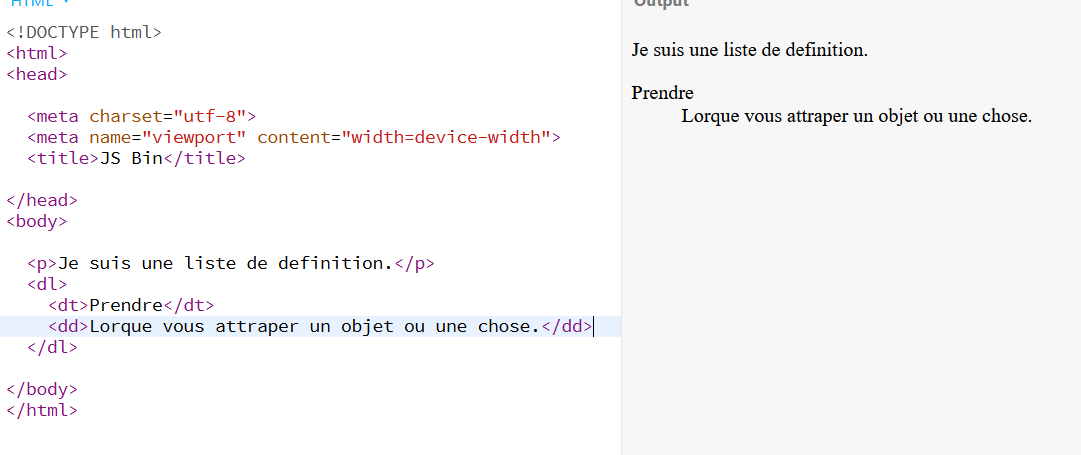 HTML
Output
<!DOCTYPE html>
<html>
<head>
<meta charset="utf-8">
<meta name="viewport" content="width=device-width">
<title>JS Bin</title>
</head>
<body>
<p>Je suis une liste de definition.</p>
<dl>
<dt>Prendre</dt>
<dd>Lorque vous attraper un objet ou une chose.</dd>
</dl>
</body>
</html>
Je suis une liste de definition.
Prendre
Lorque vous attraper un objet ou une chose.